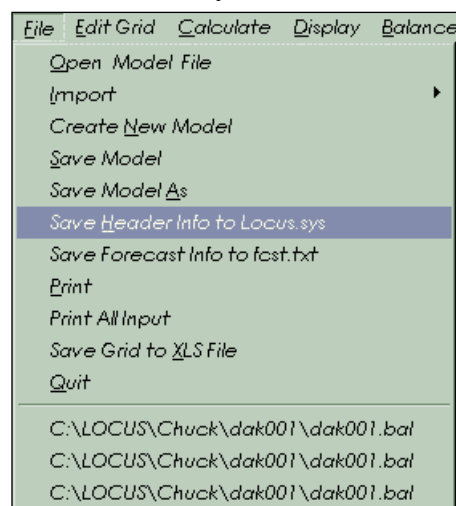 File Edit Grid Calculate Display Balance
Open Model File
Import
Create New Model
Save Model
Save Model As
Save Header Info to Locus.sys
Save Forecast Info to fcst.txt
Print
Print All Input
Save Grid to XLS File
Quit
C:\LOCUS\Chuck\dak001\dak001.bal
C:\LOCUS\Chuck\dak001\dak001.bal
C:\LOCUS\Chuck\dak001\dak001.bal